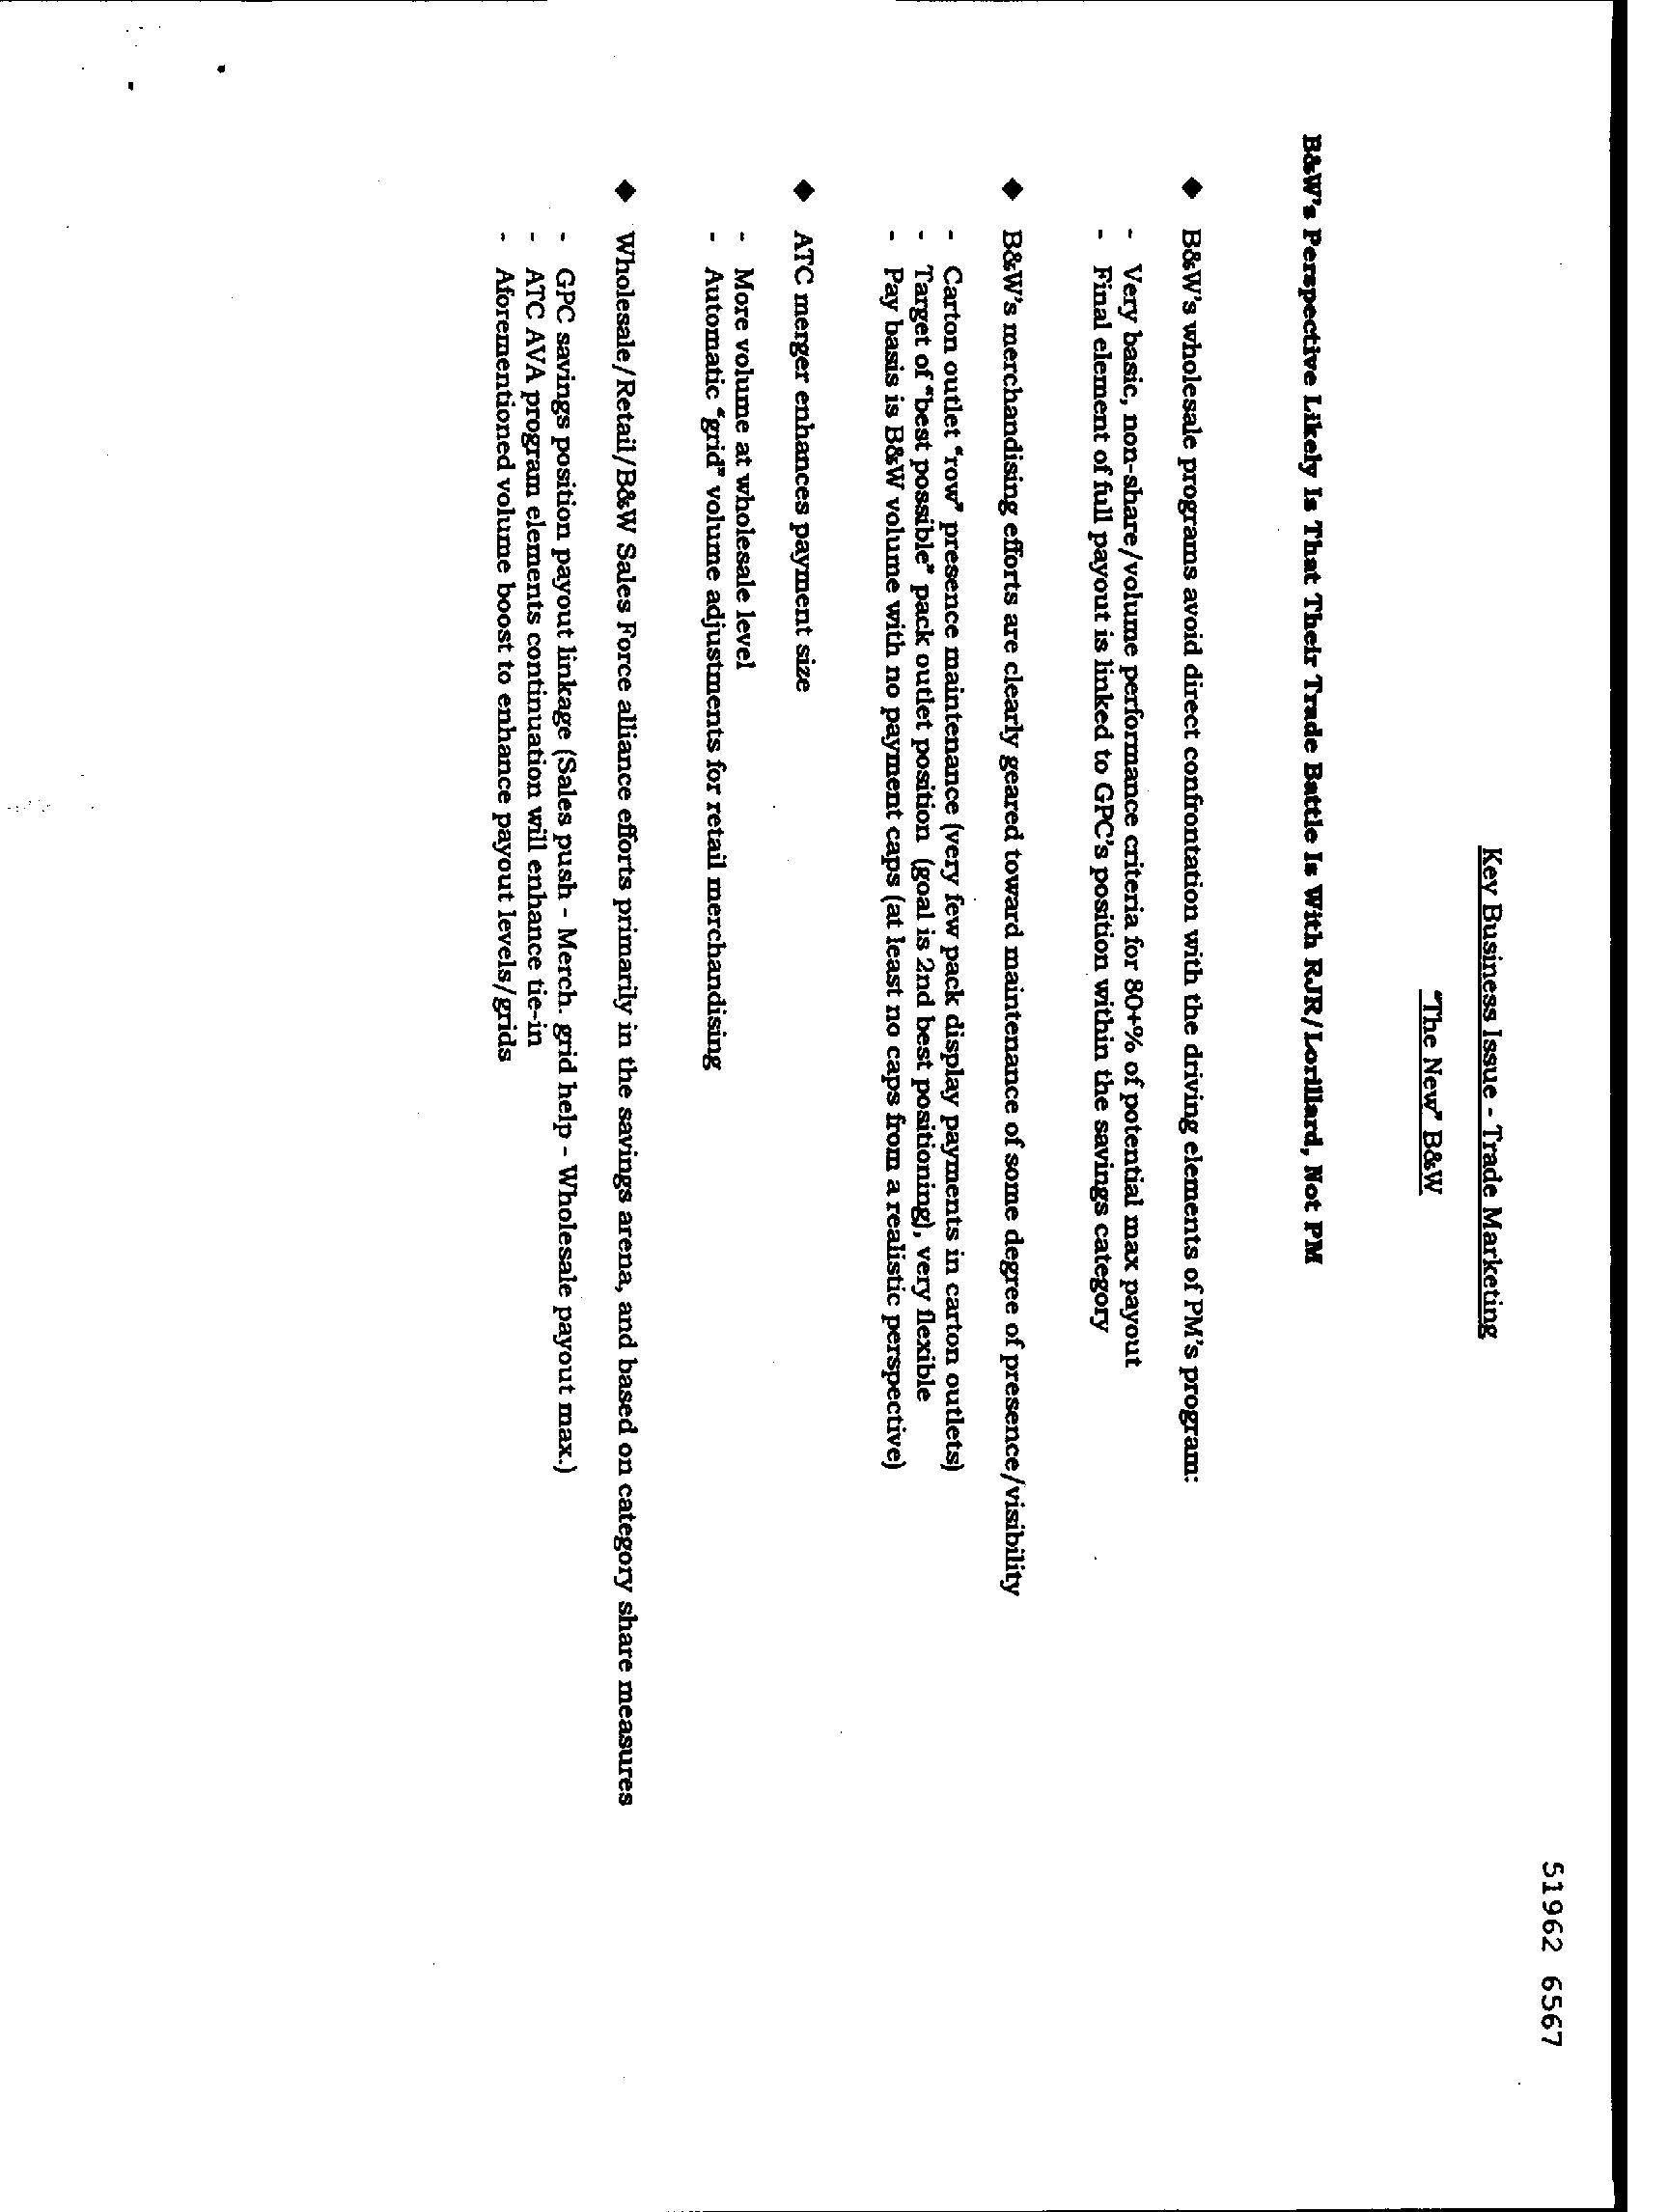 51962 6567
Key Business Issue - Trade Marketing
"The New" B&W
B&W's Perspective Likely Is That Their Trade Battle Is With RJR/Lorillard, Not PM
◆ B&W's wholesale programs avoid direct confrontation with the driving elements of PM's program:
- Very basic, non-share/volume performance criteria for 80+% of potential max payout
- Final element of full payout is linked to GPC's position within the savings category
◆ B&W's merchandising efforts are clearly geared toward maintenance of some degree of presence/visibility
- Carton outlet "row" presence maintenance (very few pack display payments in carton outlets)
- Target of "best possible" pack outlet position (goal is 2nd best positioning), very flexible
- Pay basis is B&W volume with no payment caps (at least no caps from a realistic perspective)
◆ ATC merger enhances payment size
- More volume at wholesale level
- Automatic "grid" volume adjustments for retail merchandising
◆ Wholesale/Retail/B&W Sales Force alliance efforts primarily in the savings arena, and based on category share measures
- GPC savings position payout linkage (Sales push - Merch. grid help - Wholesale payout max.)
- ATC AVA program elements continuation will enhance tie-in
- Aforementioned volume boost to enhance payout levels/grids